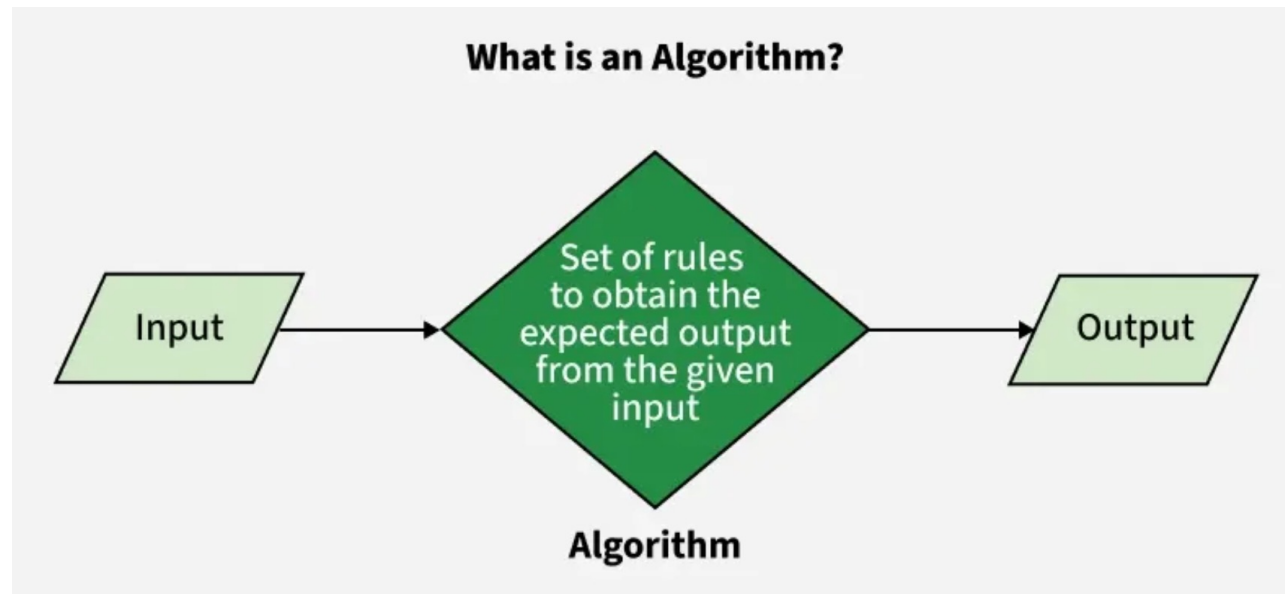 What is an Algorithm?
Input
Set of rules
to obtain the
expected output
from the given
input
Output
Algorithm